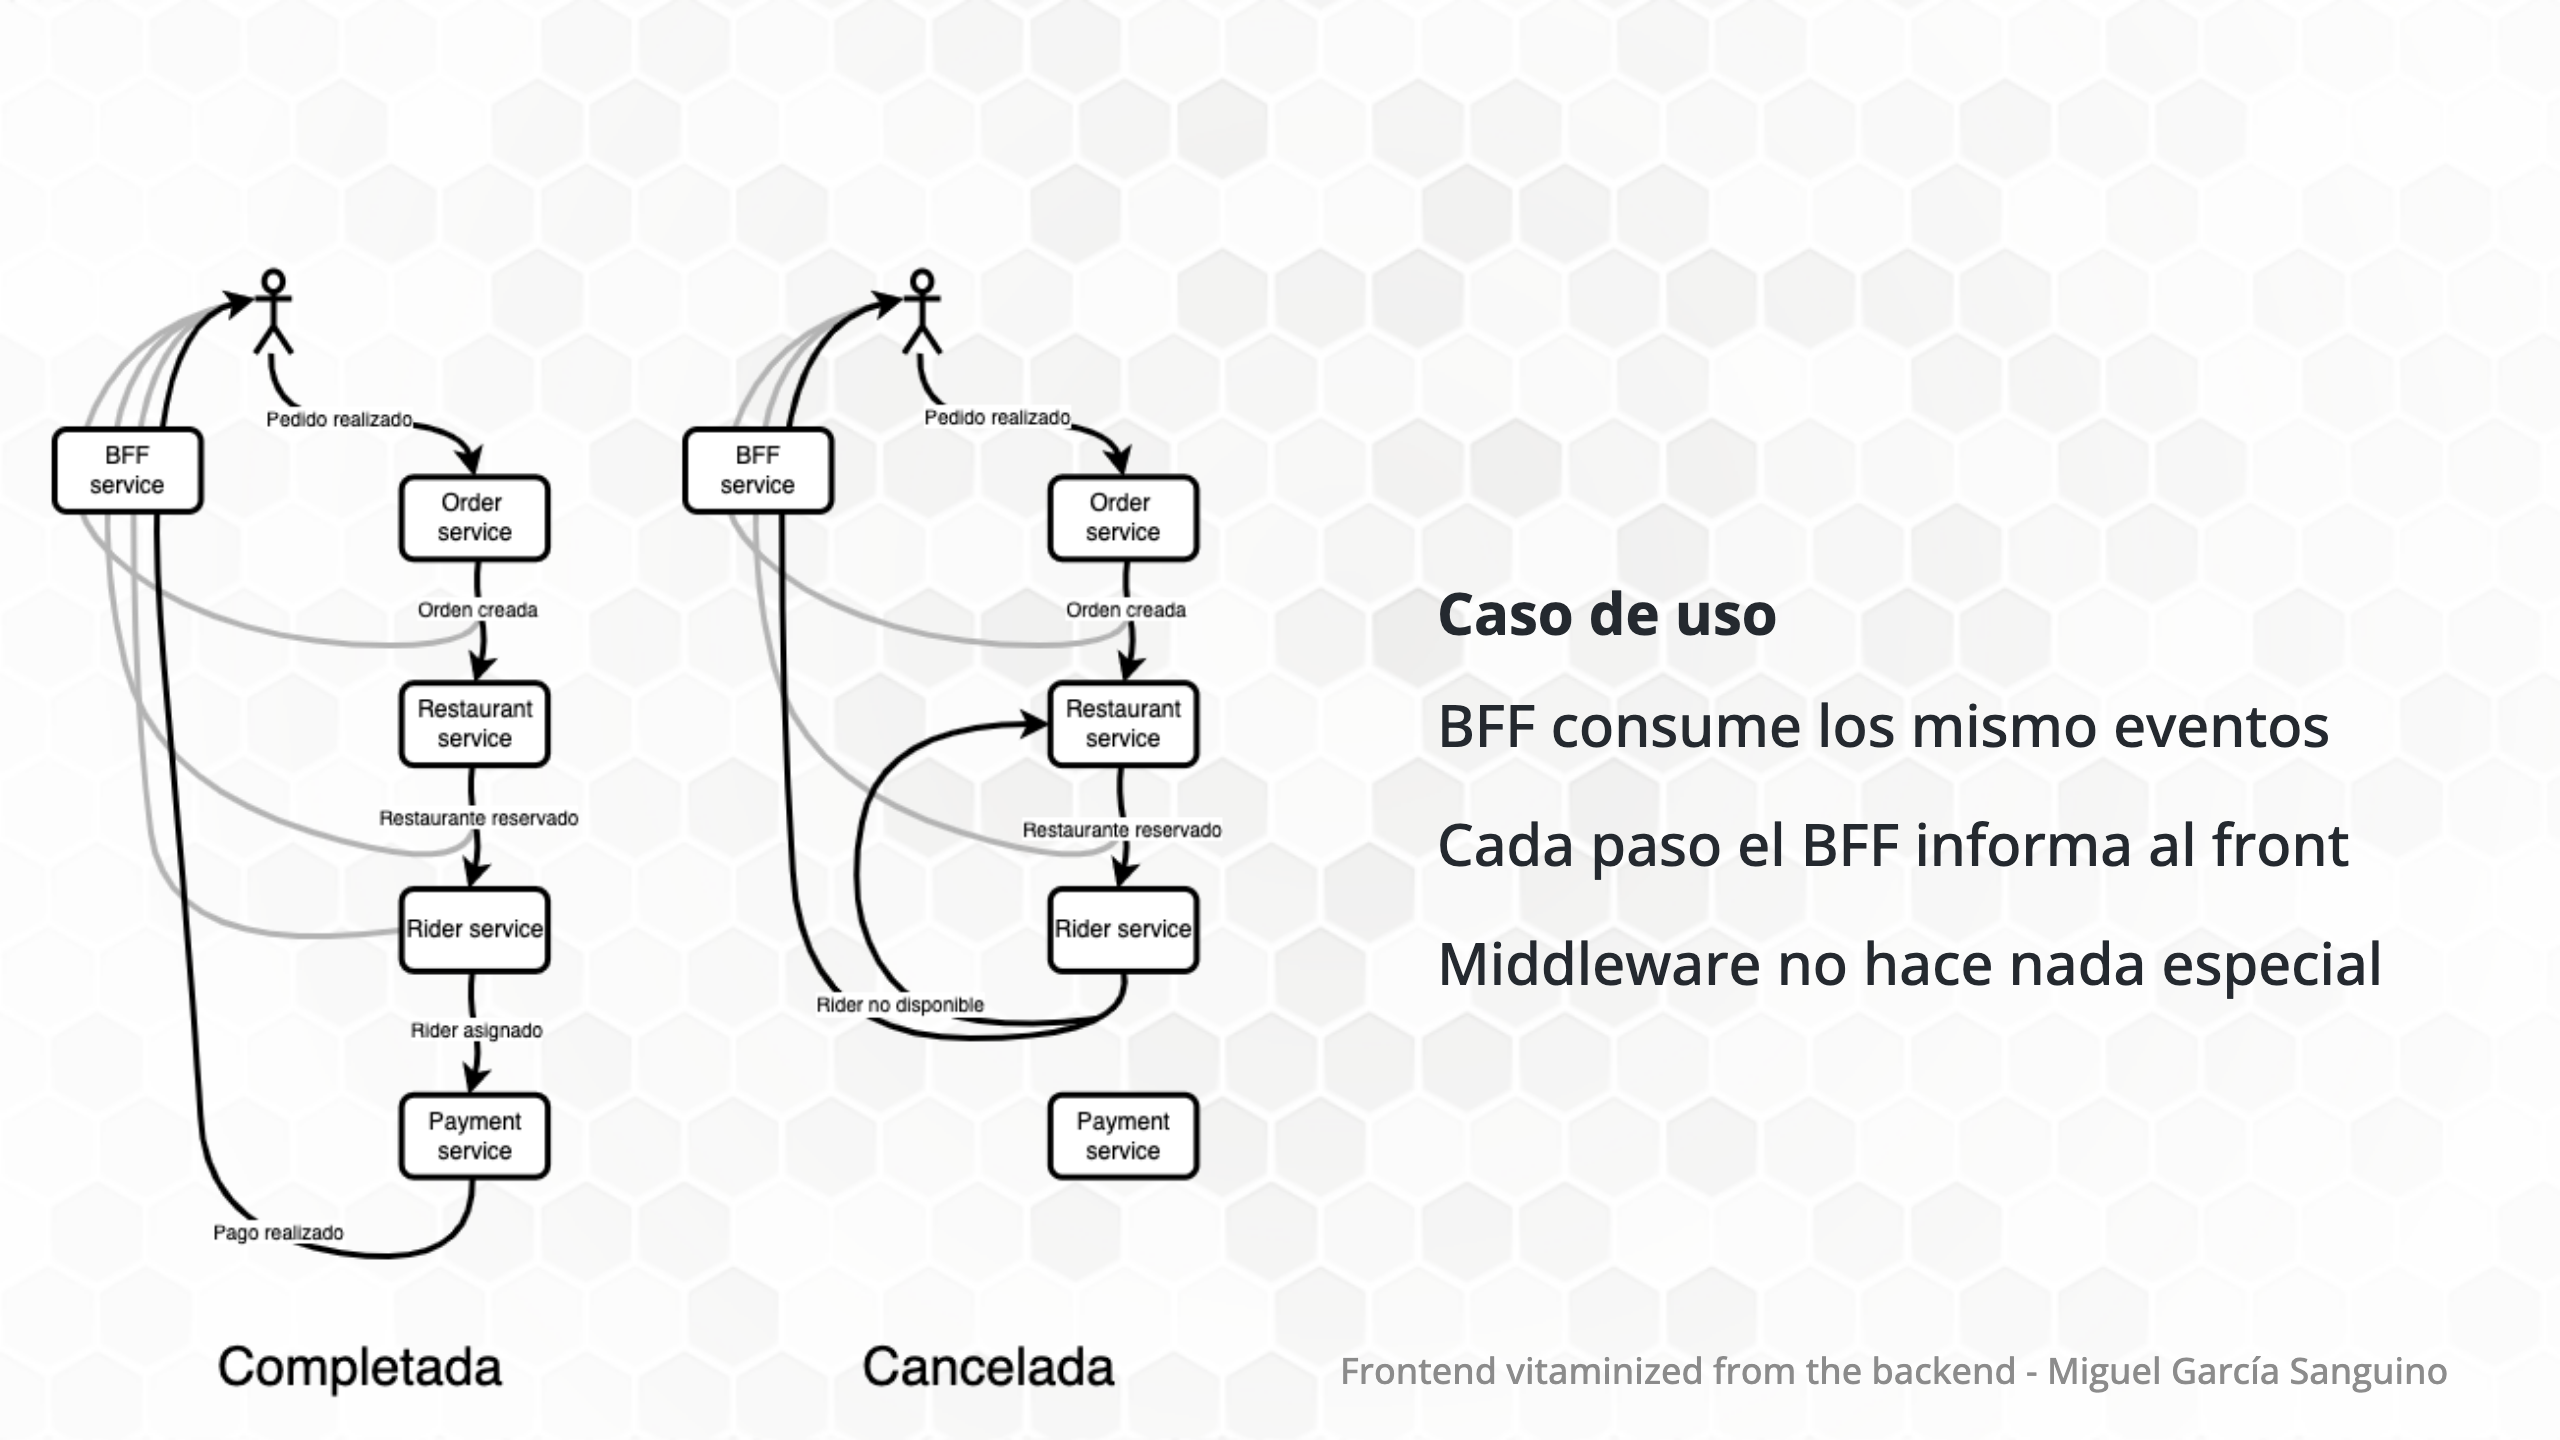 Pedido realizado
BFF
service
Order
service
Orden creada
Restaurant
service
Restaurante reservado
Rider service
Rider asignado
Payment
service
Pago realizado
Completada
Pedido realizado
BFF
service
Order
service
Orden creada
Restaurant
service
Restaurante reservado
Rider service
Rider no disponible
Payment
service
Cancelada
Caso de uso
BFF consume los mismo eventos
Cada paso el BFF informa al front
Middleware no hace nada especial
Frontend vitaminized from the backend - Miguel García Sanguino